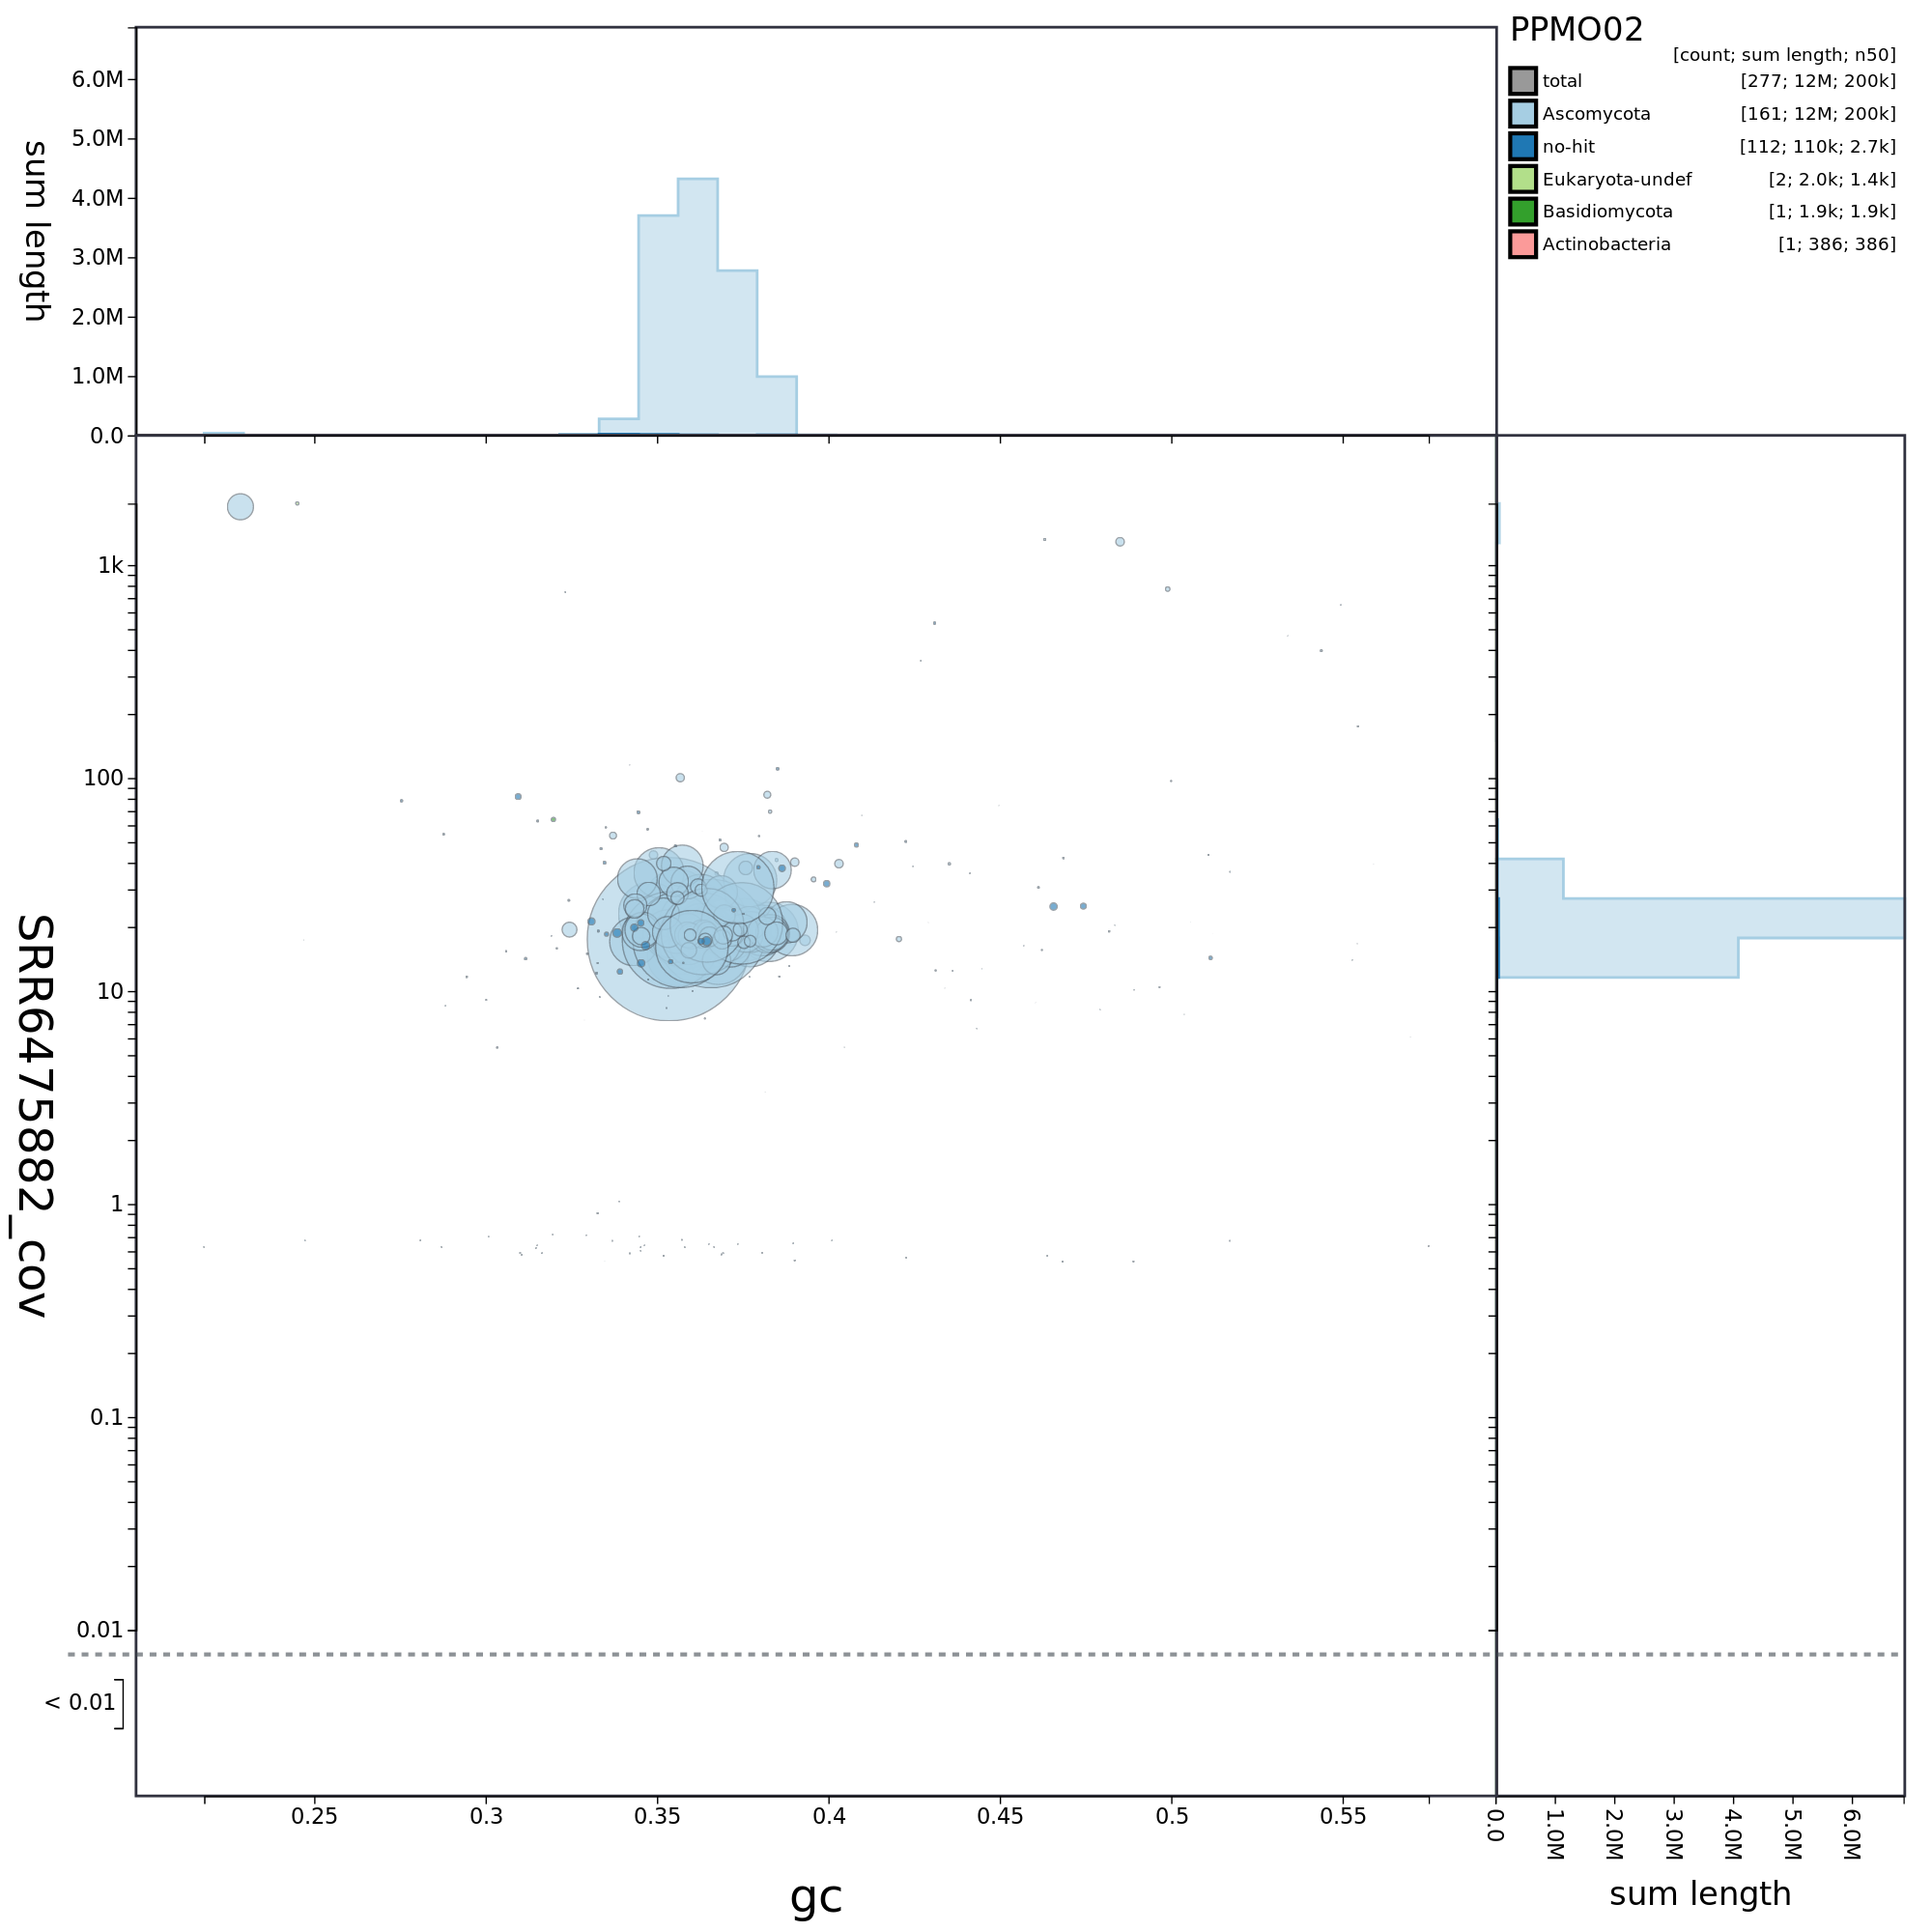 PPMO02
[count; sum length; n50]
total [277; 12M; 200k]
Ascomycota [161; 12M; 200k]
no-hit [112; 110k; 2.7k]
Eukaryota-undef [2; 2.0k; 1.4k]
Basidiomycota [1; 1.9k; 1.9k]
Actinobacteria [1; 386; 386]
sum length
6.0M
5.0M
4.0M
3.0M
2.0M
1.0M
0.0
SRR6475882_cov
1k
100
10
1
0.1
0.01
< 0.01
0.25 0.3 0.35 0.4 0.45 0.5 0.55
gc
0.0 1.0M 2.0M 3.0M 4.0M 5.0M 6.0M
sum length